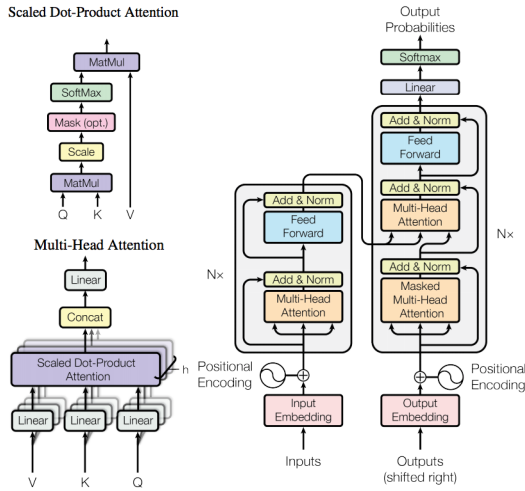 Scaled Dot-Product Attention
MatMul
SoftMax
Mask (opt.)
Scale
MatMul
Q K V
Multi-Head Attention
Linear
Concat
Scaled Dot-Product
Attention
h
Linear Linear Linear
V K Q
Output
Probabilities
Softmax
Linear
Add & Norm
Feed
Forward
Add & Norm
Multi-Head
Attention
Nx
Add & Norm
Masked
Multi-Head
Attention
Add & Norm
Feed
Forward
Nx
Add & Norm
Multi-Head
Attention
Positional
Encoding
Positional
Encoding
Input
Embedding
Output
Embedding
Inputs
Outputs
(shifted right)